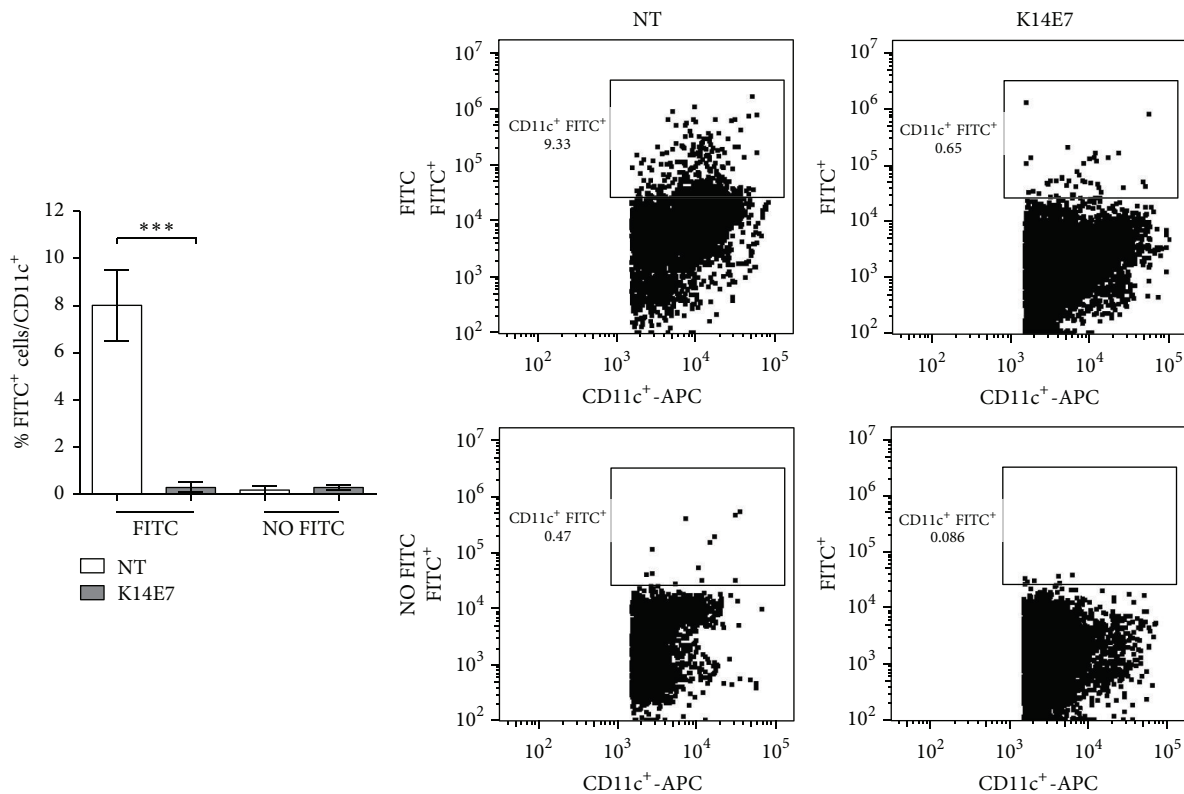 12
10
8
6
4
2
0
% FITC⁺ cells/CD11c⁺
***
FITC
NO FITC
NT
K14E7
NT
10⁷
10⁶
10⁵
10⁴
10³
10²
FITC
FITC⁺
CD11c⁺ FITC⁺
9.33
10² 10³ 10⁴ 10⁵
CD11c⁺-APC
K14E7
10⁷
10⁶
10⁵
10⁴
10³
10²
FITC⁺
CD11c⁺ FITC⁺
0.65
10² 10³ 10⁴ 10⁵
CD11c⁺-APC
10⁷
10⁶
10⁵
10⁴
10³
10²
NO FITC
FITC⁺
CD11c⁺ FITC⁺
0.47
10² 10³ 10⁴ 10⁵
CD11c⁺-APC
10⁷
10⁶
10⁵
10⁴
10³
10²
FITC⁺
CD11c⁺ FITC⁺
0.086
10² 10³ 10⁴ 10⁵
CD11c⁺-APC